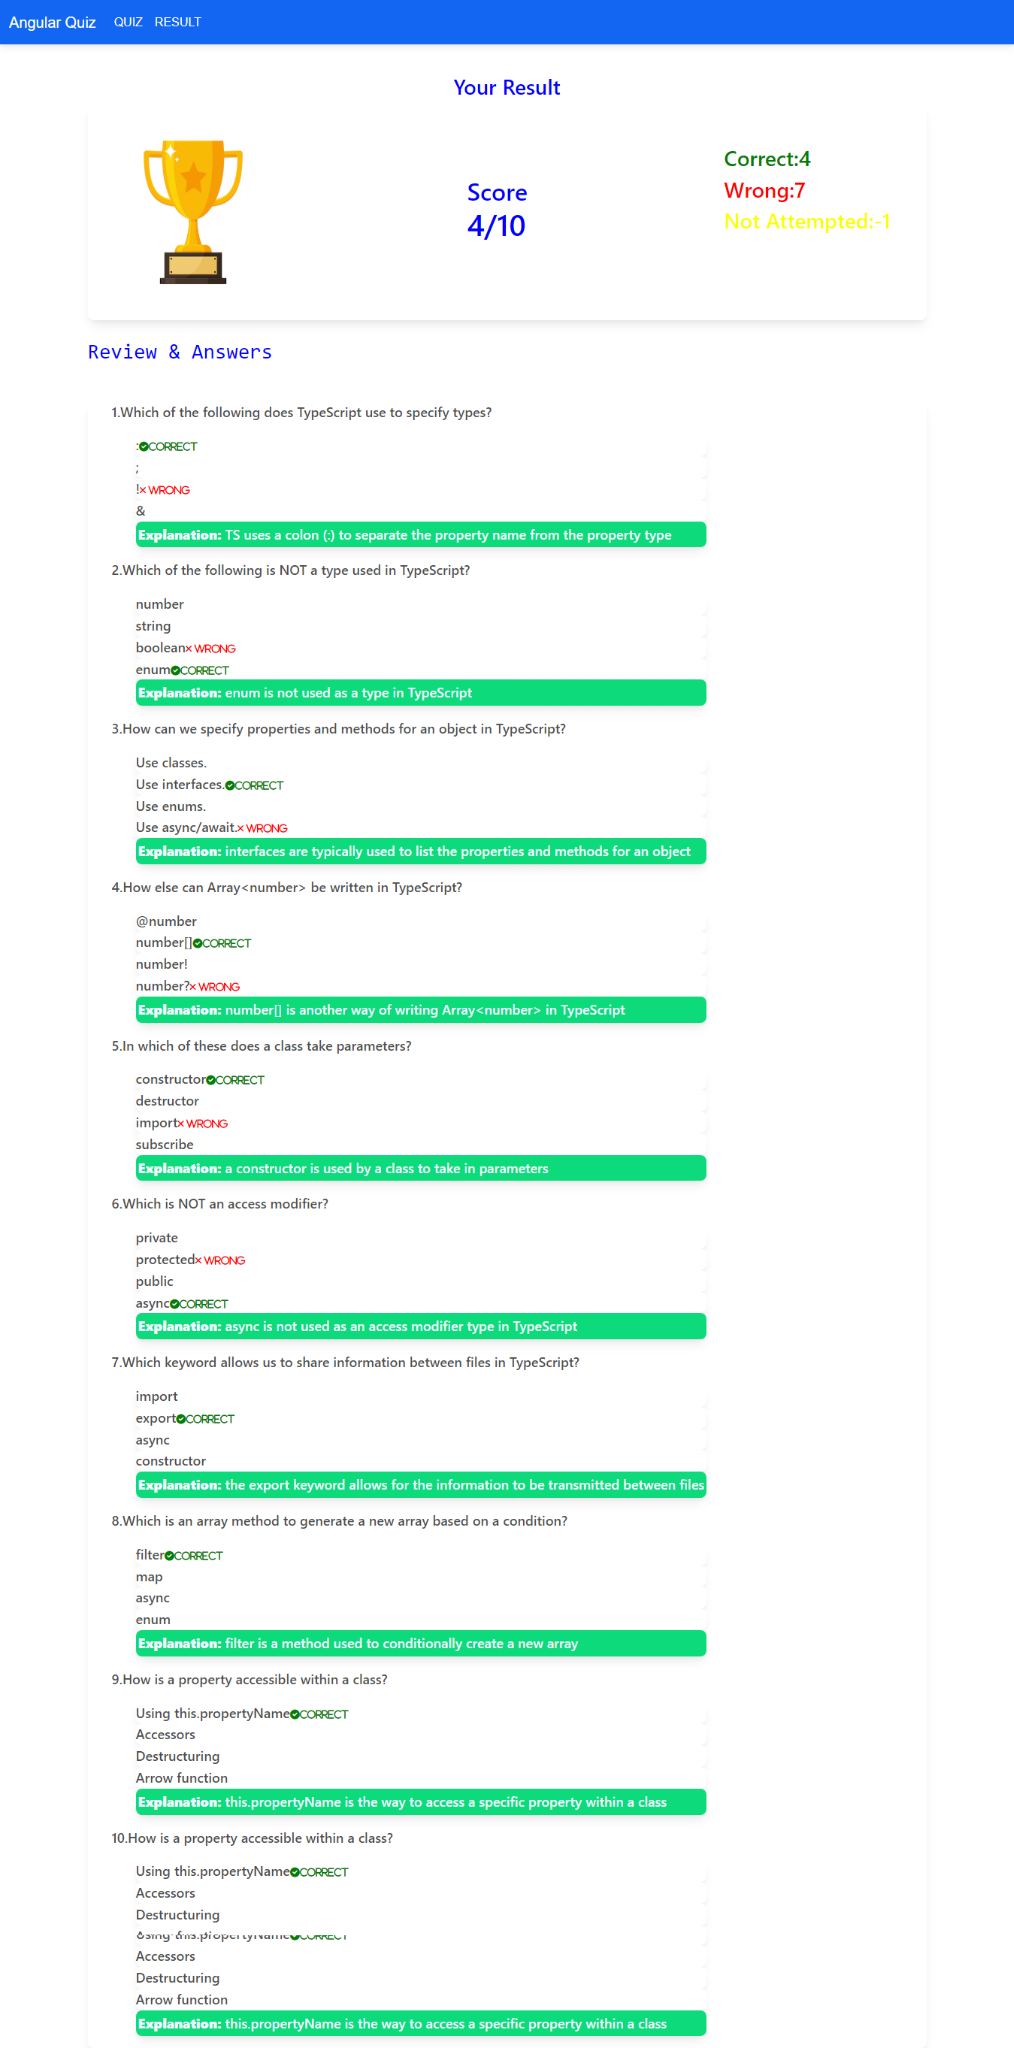 Angular Quiz QUIZ RESULT
Your Result
Correct:4
Score
Wrong:7
4/10
Not Attempted:-1
Review & Answers
1.Which of the following does TypeScript use to specify types?
:CORRECT
;
!× WRONG
&
Explanation: TS uses a colon (:) to separate the property name from the property type
2.Which of the following is NOT a type used in TypeScript?
number
string
boolean× WRONG
enumCORRECT
Explanation: enum is not used as a type in TypeScript
3.How can we specify properties and methods for an object in TypeScript?
Use classes.
Use interfaces.CORRECT
Use enums.
Use async/await.× WRONG
Explanation: interfaces are typically used to list the properties and methods for an object
4.How else can Array<number> be written in TypeScript?
@number
number[]CORRECT
number!
number?× WRONG
Explanation: number[] is another way of writing Array<number> in TypeScript
5.In which of these does a class take parameters?
constructorCORRECT
destructor
import× WRONG
subscribe
Explanation: a constructor is used by a class to take in parameters
6.Which is NOT an access modifier?
private
protected× WRONG
public
asyncCORRECT
Explanation: async is not used as an access modifier type in TypeScript
7.Which keyword allows us to share information between files in TypeScript?
import
exportCORRECT
async
constructor
Explanation: the export keyword allows for the information to be transmitted between files
8.Which is an array method to generate a new array based on a condition?
filterCORRECT
map
async
enum
Explanation: filter is a method used to conditionally create a new array
9.How is a property accessible within a class?
Using this.propertyNameCORRECT
Accessors
Destructuring
Arrow function
Explanation: this.propertyName is the way to access a specific property within a class
10.How is a property accessible within a class?
Using this.propertyNameCORRECT
Accessors
Destructuring
Using this.propertyNameCORRECT
Accessors
Destructuring
Arrow function
Explanation: this.propertyName is the way to access a specific property within a class